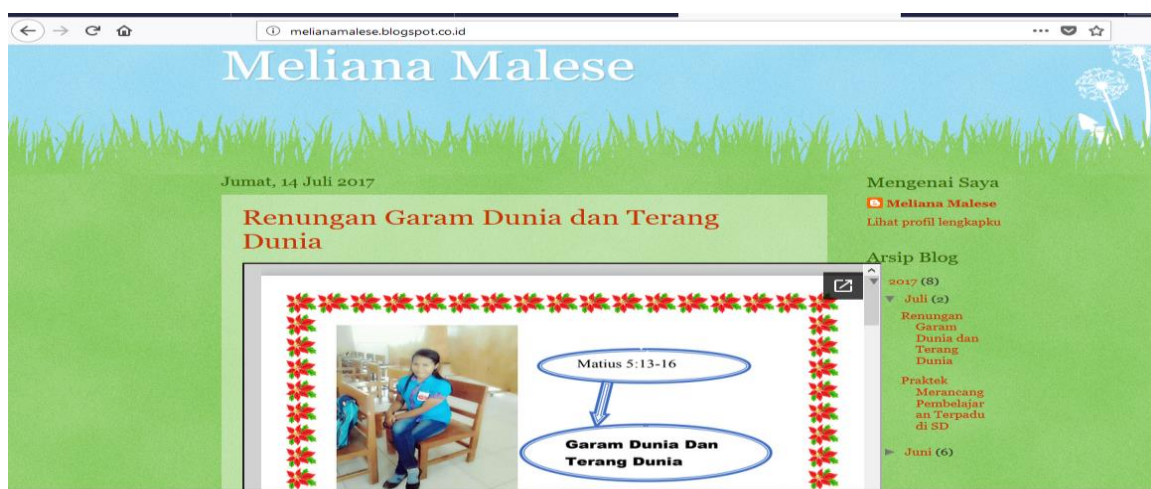 melianamalese.blogspot.co.id
Meliana Malese
Jumat, 14 Juli 2017
Renungan Garam Dunia dan Terang
Dunia
Matius 5:13-16
Garam Dunia Dan
Terang Dunia
Mengenai Saya
Meliana Malese
Lihat profil lengkapku
Arsip Blog
▼ 2017 (8)
▼ Juli (2)
Renungan
Garam
Dunia dan
Terang
Dunia
Praktek
Merancang
Pembelajar
an Terpadu
di SD
► Juni (6)